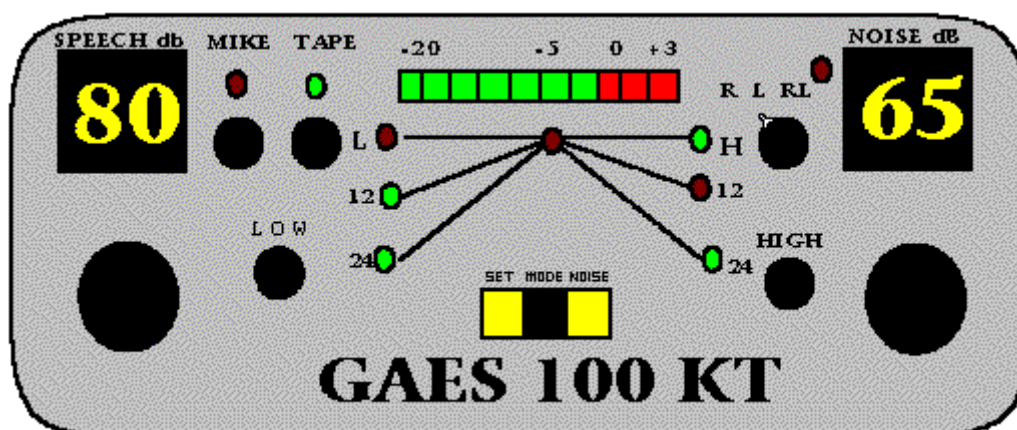 SPEECH db MIKE TAPE -20 -5 0 +3 NOISE dB
80 R L RL 65
L H
12 12
LOW HIGH
24 24
SET MODE NOISE
GAES 100 KT